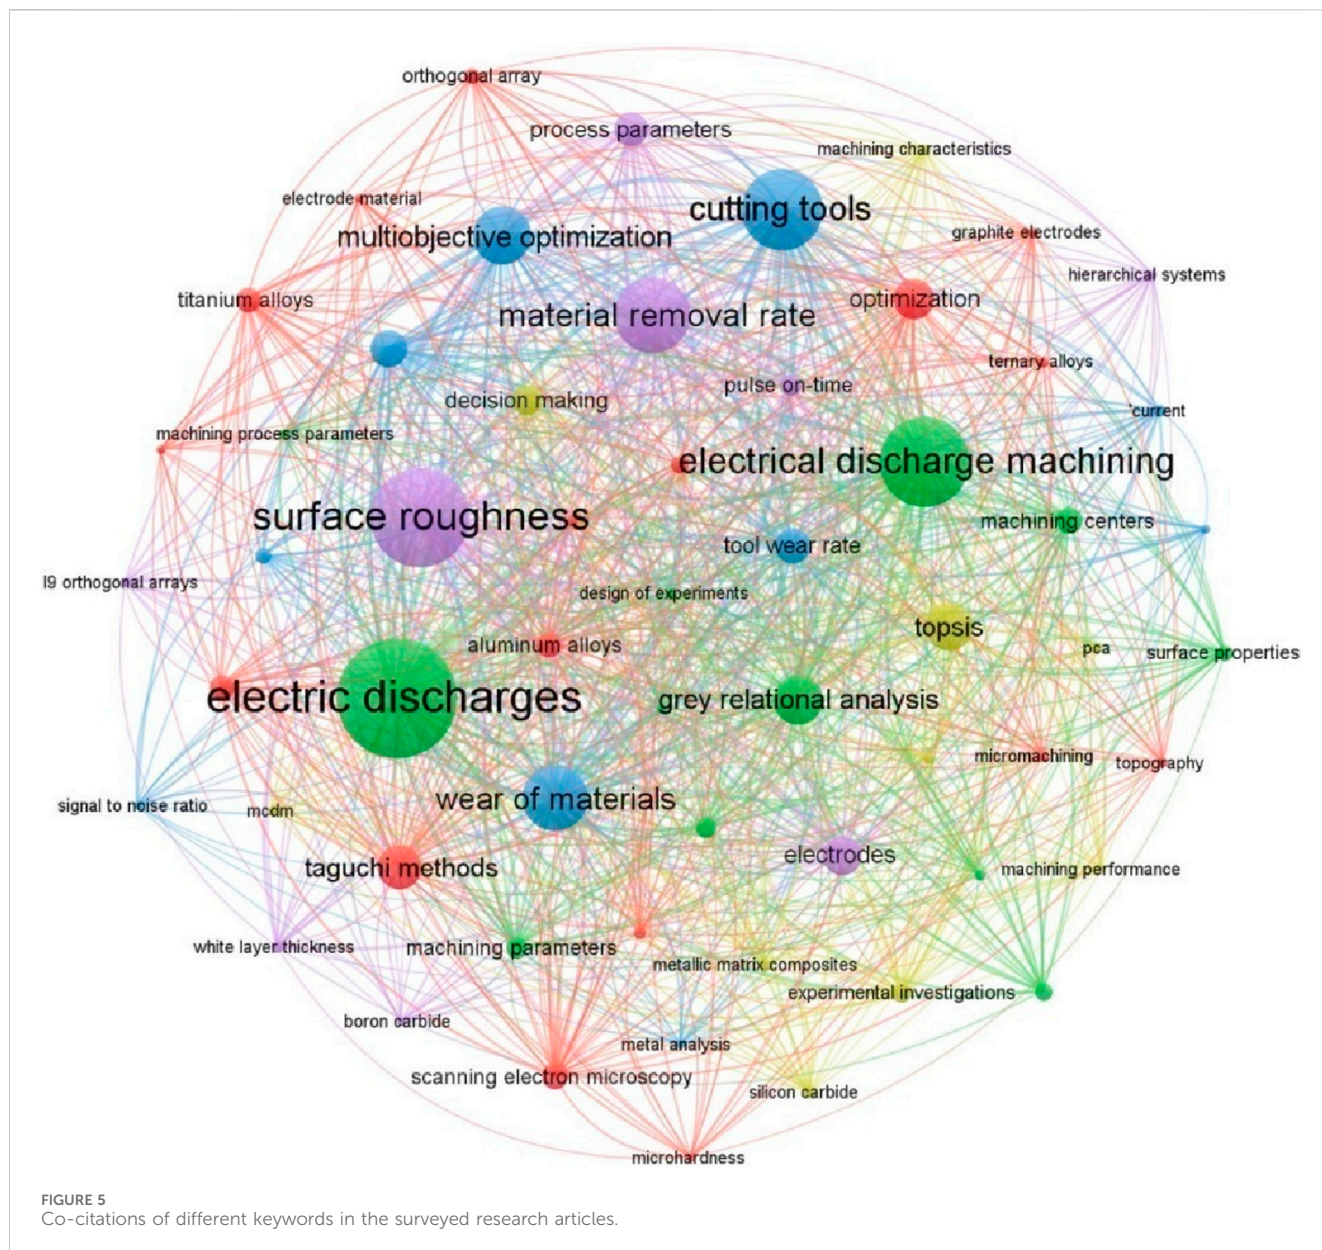 orthogonal array
process parameters
machining characteristics
electrode material
cutting tools
multiobjective optimization
graphite electrodes
hierarchical systems
titanium alloys
optimization
material removal rate
ternary alloys
pulse on-time
decision making
'current
machining process parameters
electrical discharge machining
surface roughness
machining centers
tool wear rate
l9 orthogonal arrays
design of experiments
topsis
aluminum alloys
pca
surface properties
electric discharges
grey relational analysis
micromachining
topography
wear of materials
signal to noise ratio
mcdm
electrodes
taguchi methods
machining performance
white layer thickness
machining parameters
metallic matrix composites
experimental investigations
boron carbide
metal analysis
scanning electron microscopy
silicon carbide
microhardness
FIGURE 5
Co-citations of different keywords in the surveyed research articles.